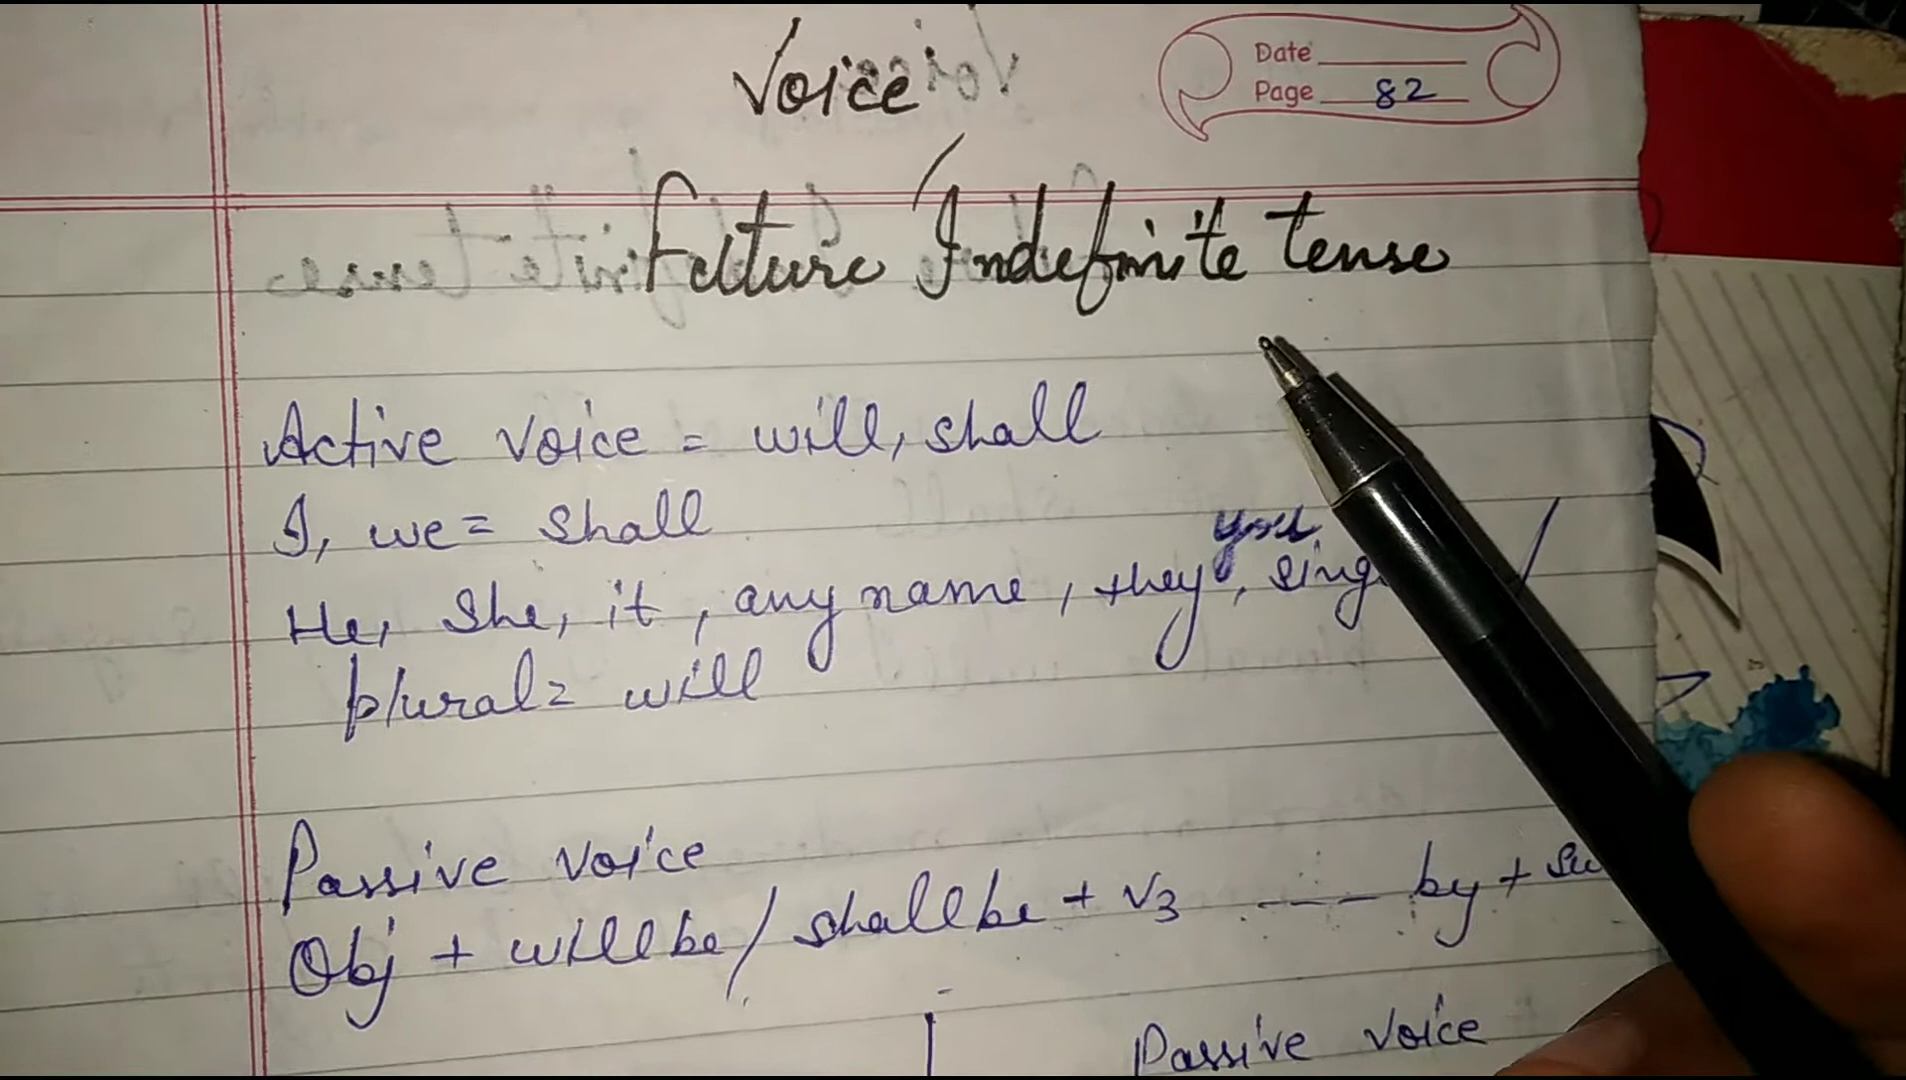 Voice
Date
Page 82
Future Indefinite tense
Active voice = will, shall
I, we = shall
you
He, She, it, any name, they, sing
plural = will
Passive voice
Obj + will be / shall be + V3 ---- by + Su
Passive voice